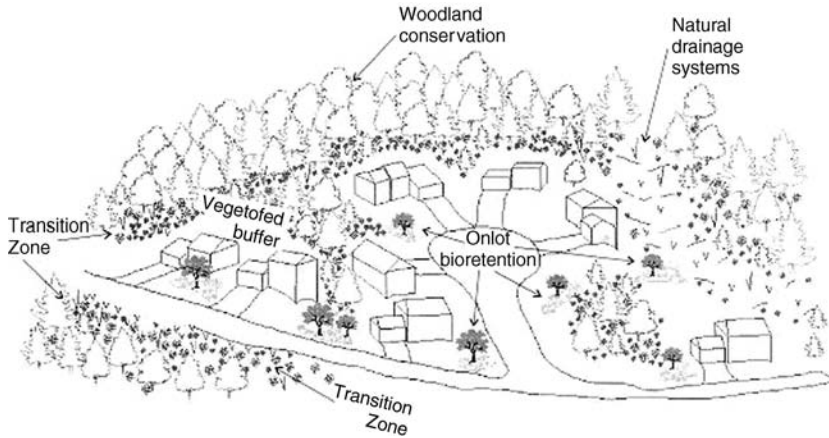 Woodland
conservation
Natural
drainage
systems
Transition
Zone
Vegetofed
buffer
Onlot
bioretention
Transition
Zone